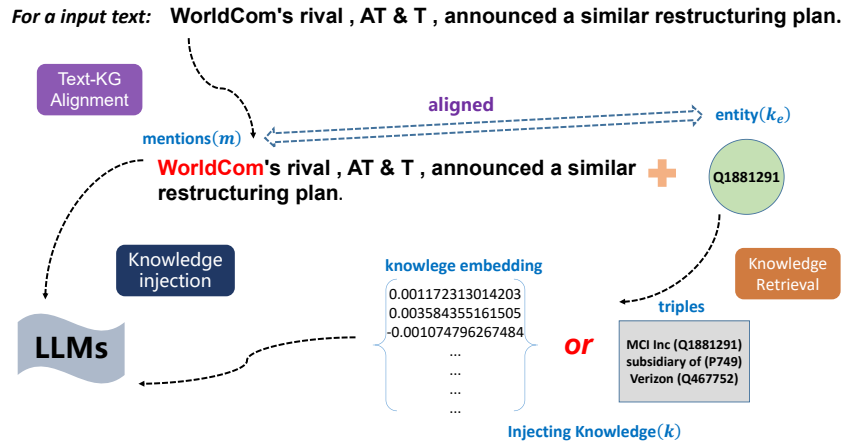 For a input text: WorldCom's rival , AT & T , announced a similar restructuring plan.
Text-KG
Alignment
aligned
entity(kₑ)
mentions(m)
WorldCom's rival , AT & T , announced a similar
restructuring plan.
Q1881291
Knowledge
injection
knowlege embedding
Knowledge
Retrieval
0.001172313014203
0.003584355161505
-0.001074796267484
...
...
...
...
or
triples
MCI Inc (Q1881291)
subsidiary of (P749)
Verizon (Q467752)
LLMs
Injecting Knowledge(k)